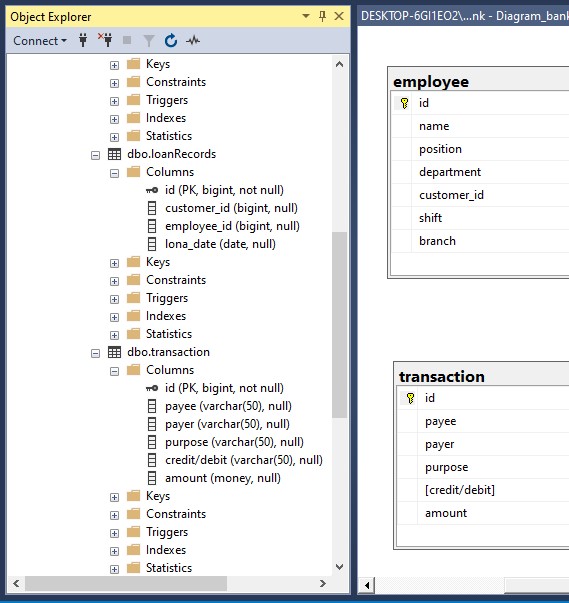 Object Explorer
Connect
Keys
Constraints
Triggers
Indexes
Statistics
dbo.loanRecords
Columns
id (PK, bigint, not null)
customer_id (bigint, null)
employee_id (bigint, null)
lona_date (date, null)
Keys
Constraints
Triggers
Indexes
Statistics
dbo.transaction
Columns
id (PK, bigint, not null)
payee (varchar(50), null)
payer (varchar(50), null)
purpose (varchar(50), null)
credit/debit (varchar(50), null)
amount (money, null)
Keys
Constraints
Triggers
Indexes
Statistics
DESKTOP-6GI1EO2\...nk - Diagram_bank
employee
id
name
position
department
customer_id
shift
branch
transaction
id
payee
payer
purpose
[credit/debit]
amount